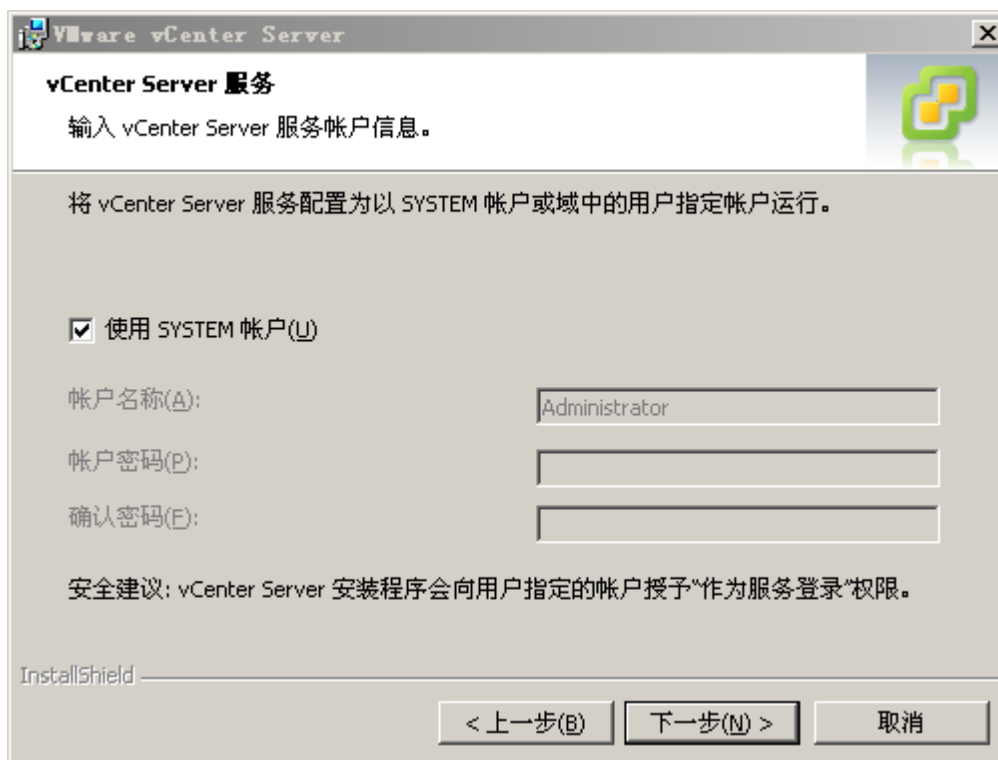 VMware vCenter Server
vCenter Server 服务
输入 vCenter Server 服务帐户信息。
将 vCenter Server 服务配置为以 SYSTEM 帐户或域中的用户指定帐户运行。
使用 SYSTEM 帐户(U)
帐户名称(A):
Administrator
帐户密码(P):
确认密码(F):
安全建议: vCenter Server 安装程序会向用户指定的帐户授予"作为服务登录"权限。
InstallShield
< 上一步(B)
下一步(N) >
取消